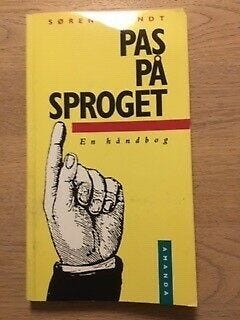 SØREN
PAS
PÅ
SPROGET
En håndbog
AMANDA